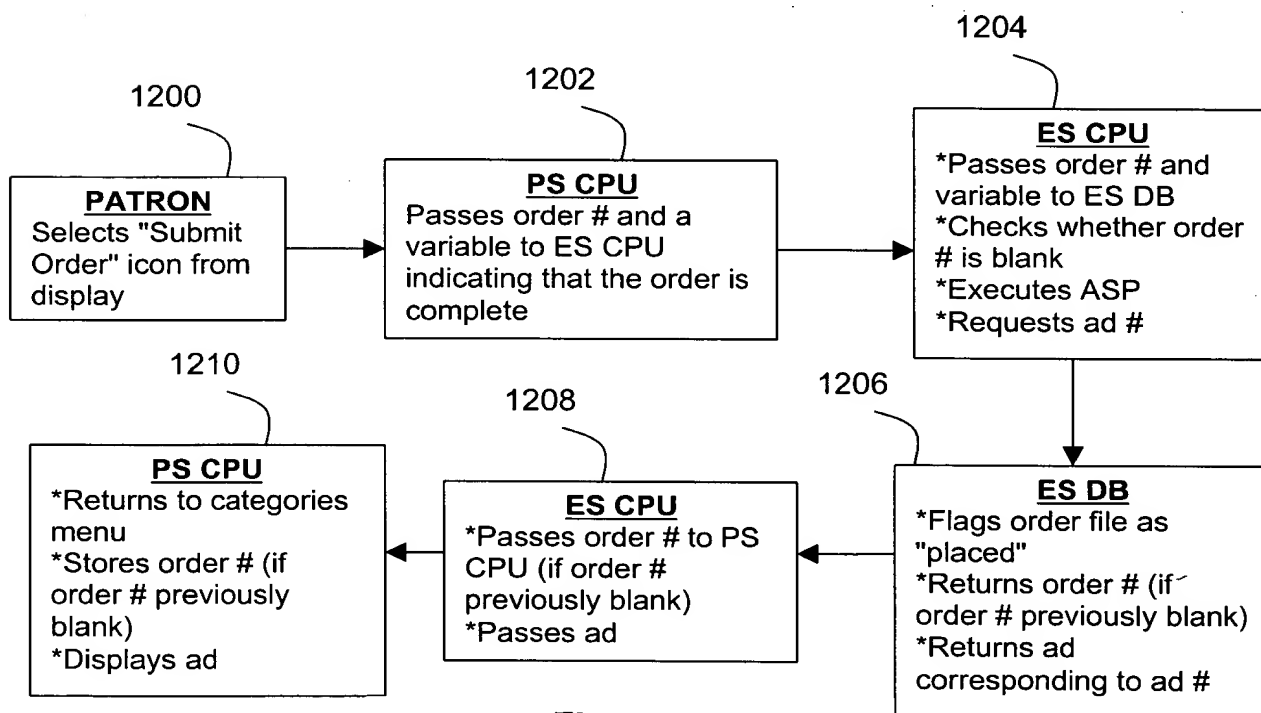 1200
PATRON
Selects "Submit
Order" icon from
display
1202
PS CPU
Passes order # and a
variable to ES CPU
indicating that the order is
complete
1204
ES CPU
*Passes order # and
variable to ES DB
*Checks whether order
# is blank
*Executes ASP
*Requests ad #
1206
ES DB
*Flags order file as
"placed"
*Returns order # (if
order # previously blank)
*Returns ad
corresponding to ad #
1208
ES CPU
*Passes order # to PS
CPU (if order #
previously blank)
*Passes ad
1210
PS CPU
*Returns to categories
menu
*Stores order # (if
order # previously
blank)
*Displays ad